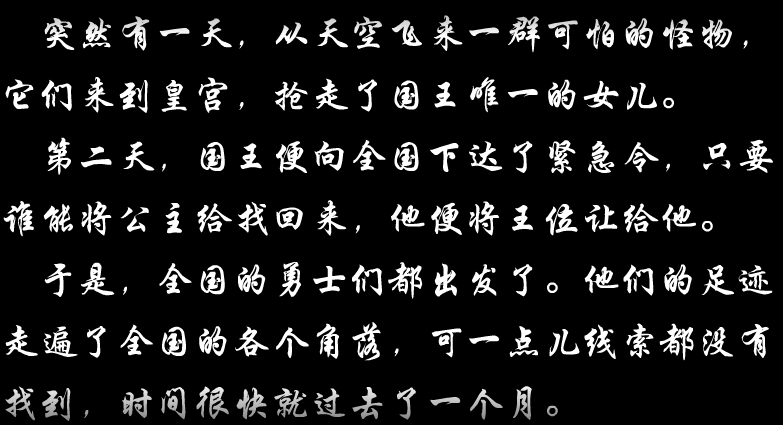 突然有一天，从天空飞来一群可怕的怪物，
它们来到皇宫，抢走了国王唯一的女儿。
第二天，国王便向全国下达了紧急令，只要
谁能将公主给找回来，他便将王位让给他。
于是，全国的勇士们都出发了。他们的足迹
走遍了全国的各个角落，可一点儿线索都没有
找到，时间很快就过去了一个月。